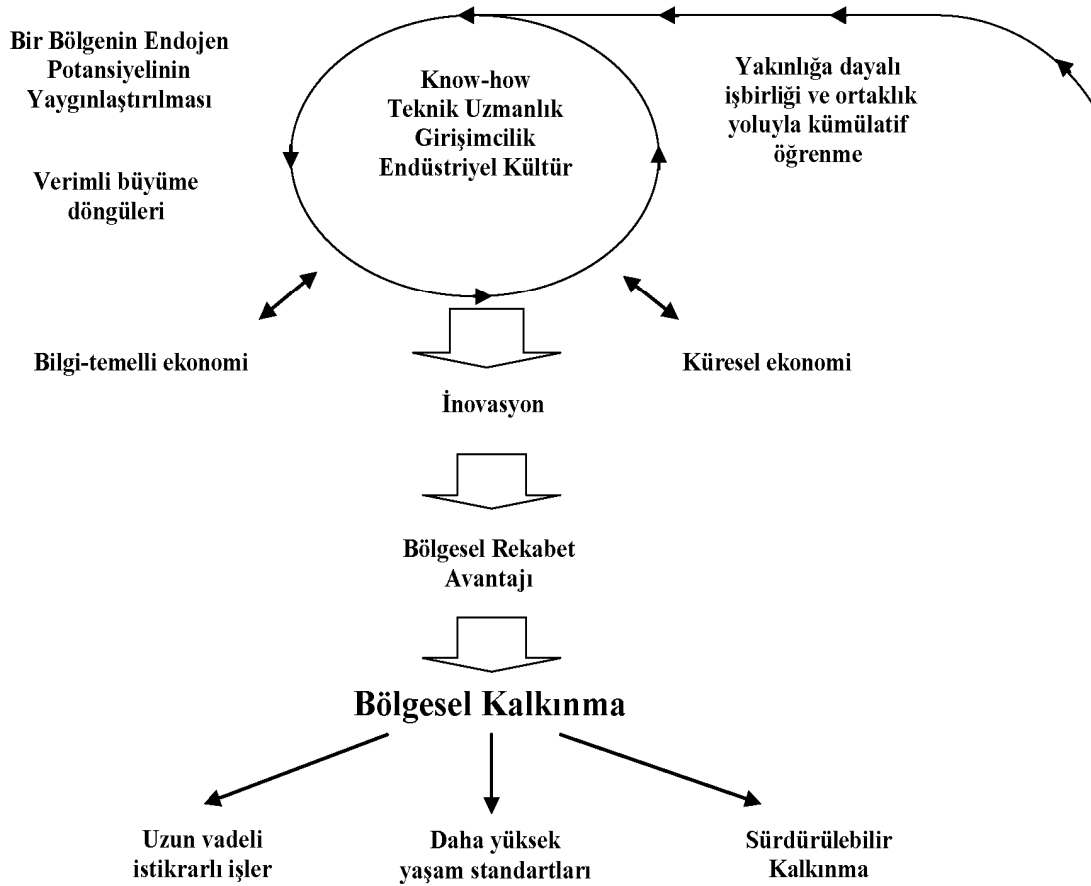 Bir Bölgenin Endojen
Potansiyelinin
Yaygınlaştırılması
Know-how
Teknik Uzmanlık
Girişimcilik
Endüstriyel Kültür
Yakınlığa dayalı
işbirliği ve ortaklık
yoluyla kümülatif
öğrenme
Verimli büyüme
döngüleri
Bilgi-temelli ekonomi
Küresel ekonomi
İnovasyon
Bölgesel Rekabet
Avantajı
Bölgesel Kalkınma
Uzun vadeli
istikrarlı işler
Daha yüksek
yaşam standartları
Sürdürülebilir
Kalkınma